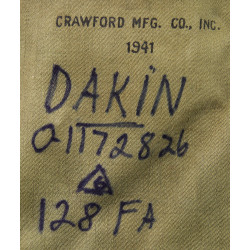 CRAWFORD MFG. CO., INC.
1941
DAKIN
O1172826
128 FA